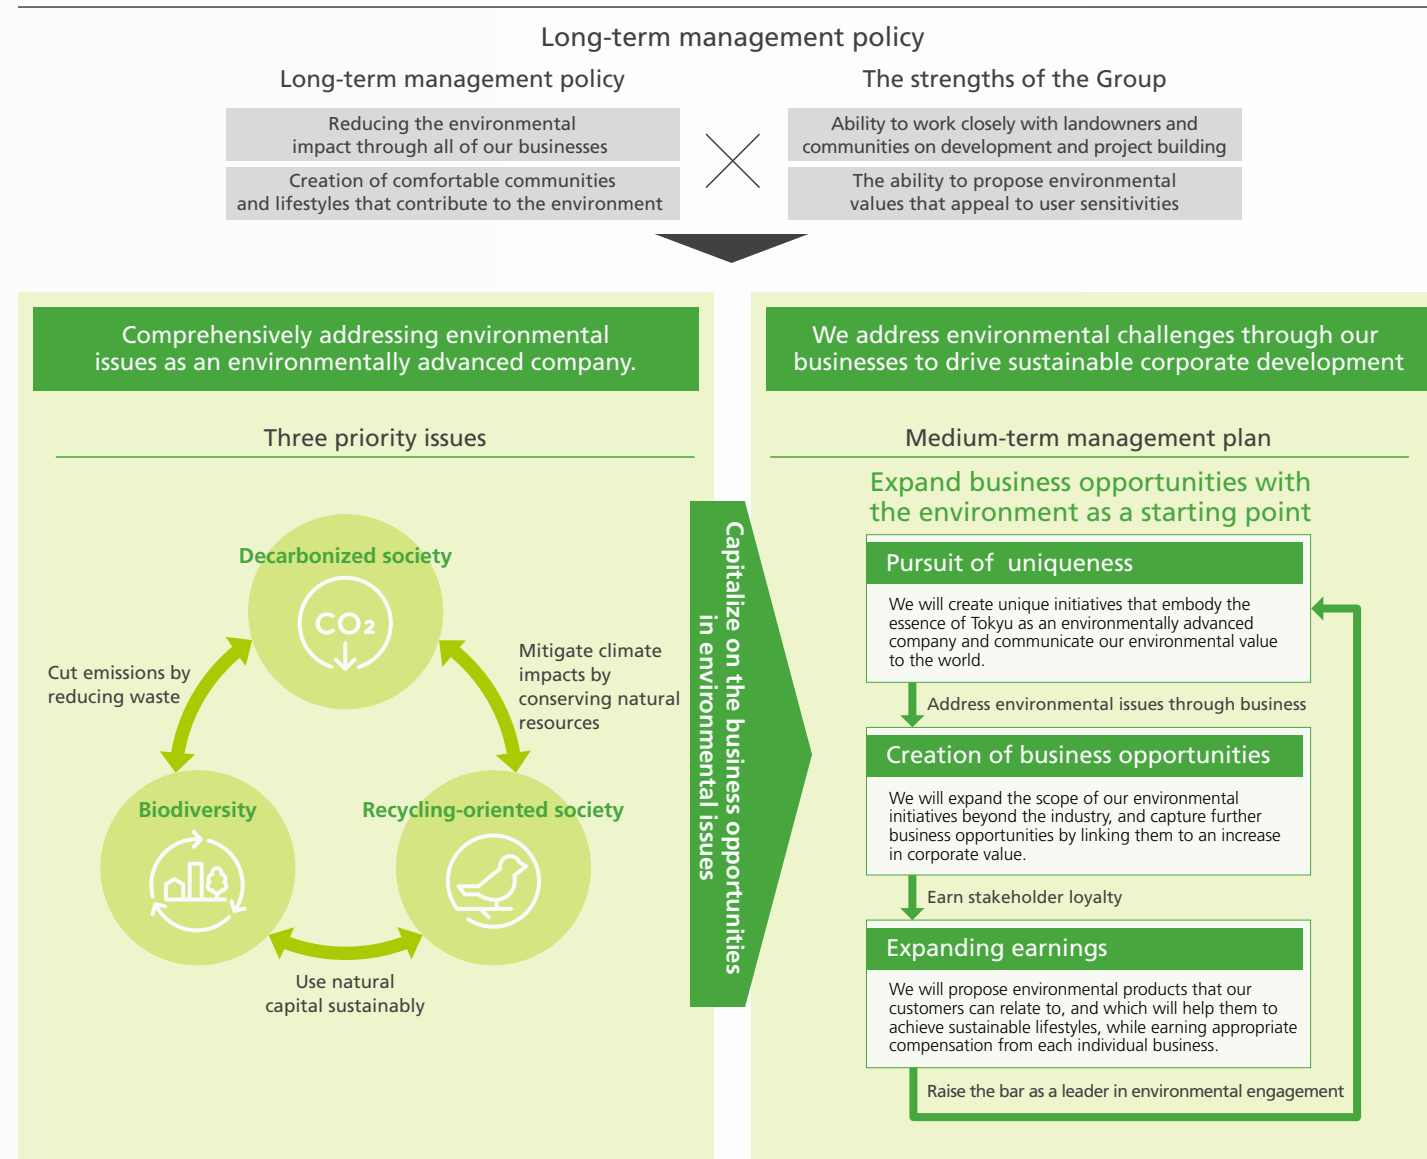 Long-term management policy
Long-term management policy
Reducing the environmental
impact through all of our businesses
Creation of comfortable communities
and lifestyles that contribute to the environment
The strengths of the Group
Ability to work closely with landowners and
communities on development and project building
The ability to propose environmental
values that appeal to user sensitivities
Comprehensively addressing environmental
issues as an environmentally advanced company.
Three priority issues
Decarbonized society
CO2
Cut emissions by
reducing waste
Mitigate climate
impacts by
conserving natural
resources
Biodiversity
Recycling-oriented society
Use natural
capital sustainably
Capitalize on the business opportunities
in environmental issues
We address environmental challenges through our
businesses to drive sustainable corporate development
Medium-term management plan
Expand business opportunities with
the environment as a starting point
Pursuit of uniqueness
We will create unique initiatives that embody the
essence of Tokyu as an environmentally advanced
company and communicate our environmental value
to the world.
Address environmental issues through business
Creation of business opportunities
We will expand the scope of our environmental
initiatives beyond the industry, and capture further
business opportunities by linking them to an increase
in corporate value.
Earn stakeholder loyalty
Expanding earnings
We will propose environmental products that our
customers can relate to, and which will help them to
achieve sustainable lifestyles, while earning appropriate
compensation from each individual business.
Raise the bar as a leader in environmental engagement